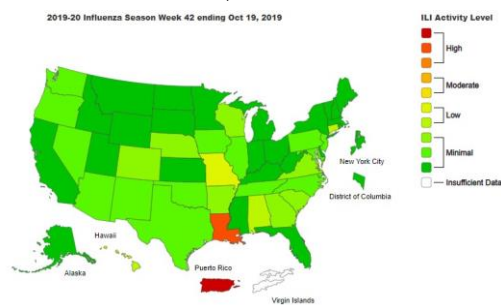 2019-20 Influenza Season Week 42 ending Oct 19, 2019
ILI Activity Level
High
Moderate
Low
Minimal
Insufficient Data
New York City
District of Columbia
Hawaii
Alaska
Puerto Rico
Virgin Islands